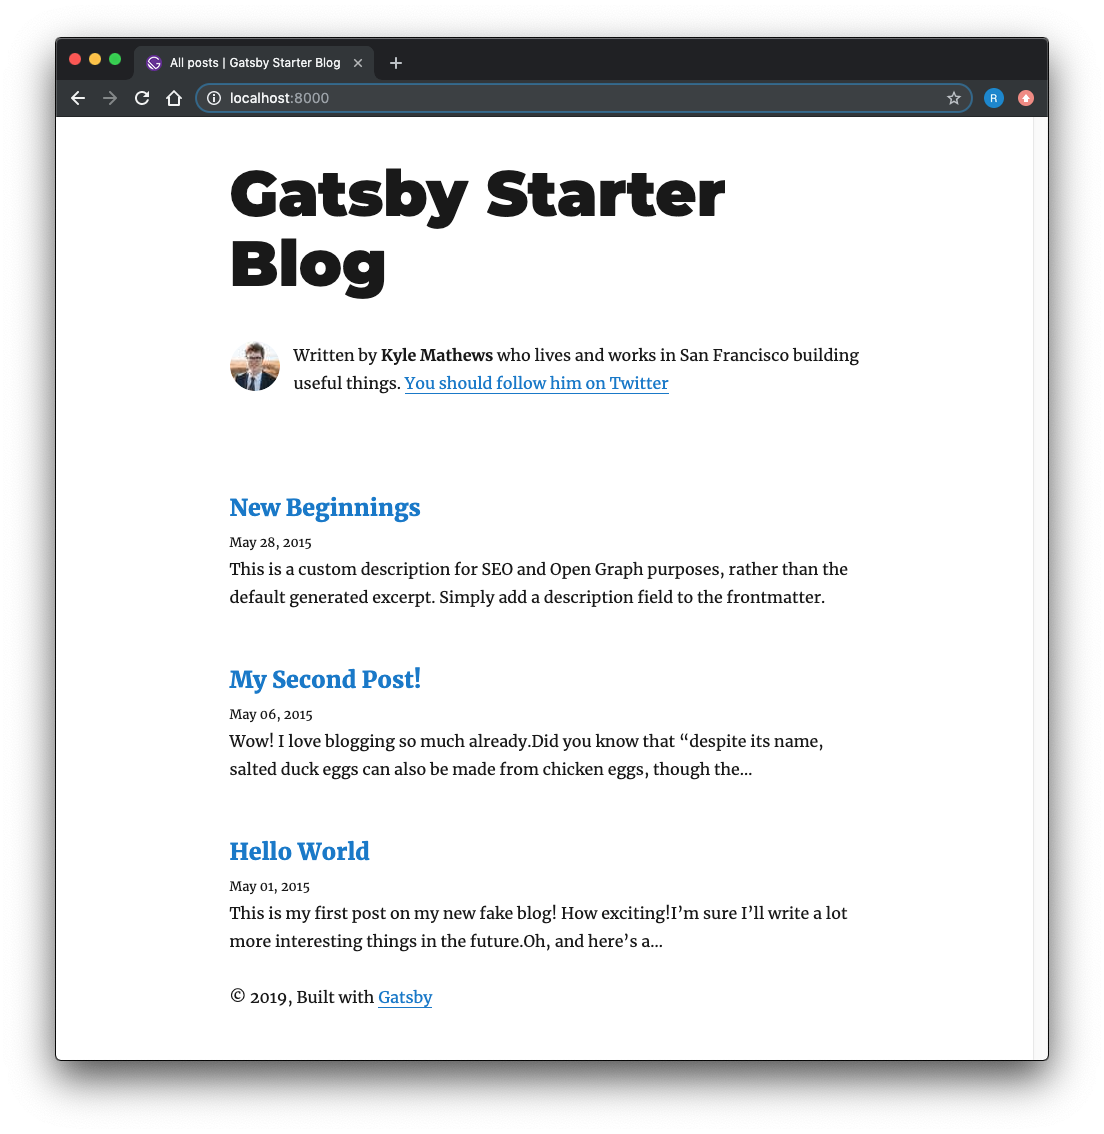 All posts | Gatsby Starter Blog
localhost:8000
R
Gatsby Starter
Blog
Written by Kyle Mathews who lives and works in San Francisco building
useful things. You should follow him on Twitter
New Beginnings
May 28, 2015
This is a custom description for SEO and Open Graph purposes, rather than the
default generated excerpt. Simply add a description field to the frontmatter.
My Second Post!
May 06, 2015
Wow! I love blogging so much already.Did you know that “despite its name,
salted duck eggs can also be made from chicken eggs, though the…
Hello World
May 01, 2015
This is my first post on my new fake blog! How exciting!I’m sure I’ll write a lot
more interesting things in the future.Oh, and here’s a…
© 2019, Built with Gatsby